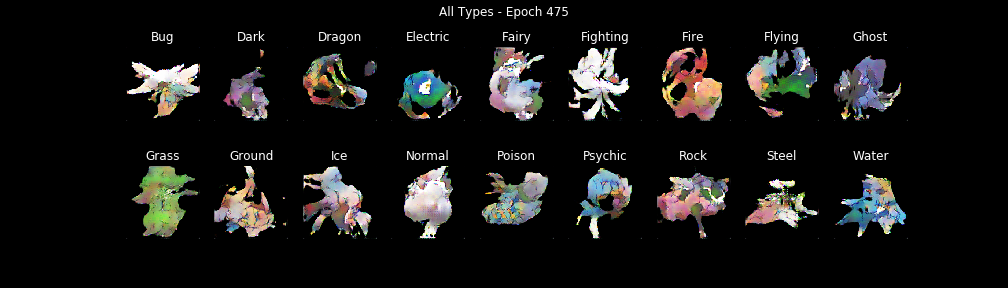 All Types - Epoch 475
Bug Dark Dragon Electric Fairy Fighting Fire Flying Ghost
Grass Ground Ice Normal Poison Psychic Rock Steel Water